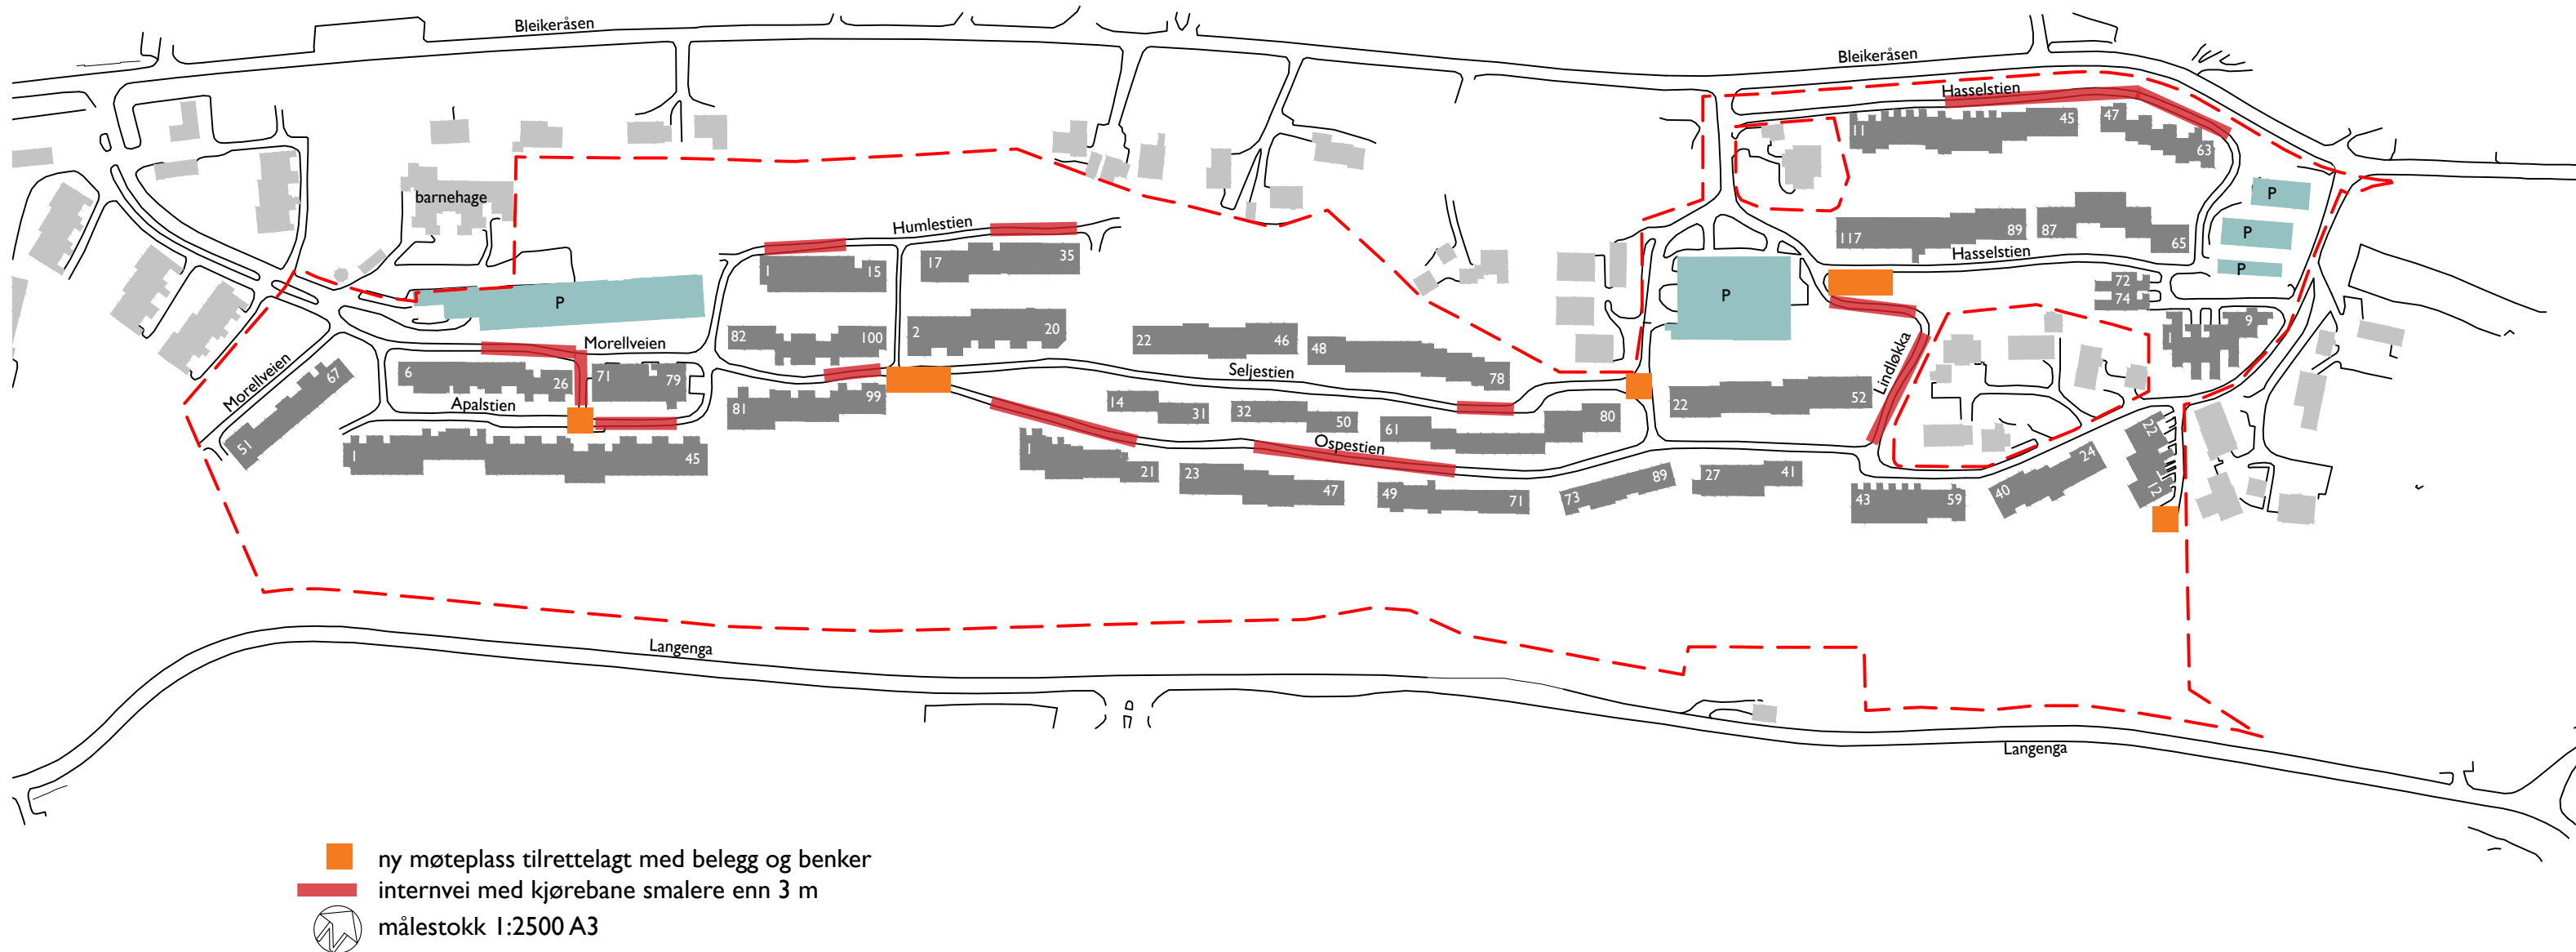 Bleikeråsen
Bleikeråsen
Hasselstien
11
45
47
63
barnehage
P
Humlestien
117
89
87
65
P
Hasselstien
17
35
1
15
P
72
74
P
P
9
1
82
100
2
20
22
46
48
78
Morellveien
Morellveien
67
51
6
26
71
79
Seljestien
Lindløkka
Apalstien
81
99
14
31
32
50
61
80
22
52
1
45
1
21
Ospestien
23
47
49
71
73
89
27
41
43
59
40
24
22
12
Langenga
Langenga
ny møteplass tilrettelagt med belegg og benker
internvei med kjørebane smalere enn 3 m
målestokk 1:2500 A3